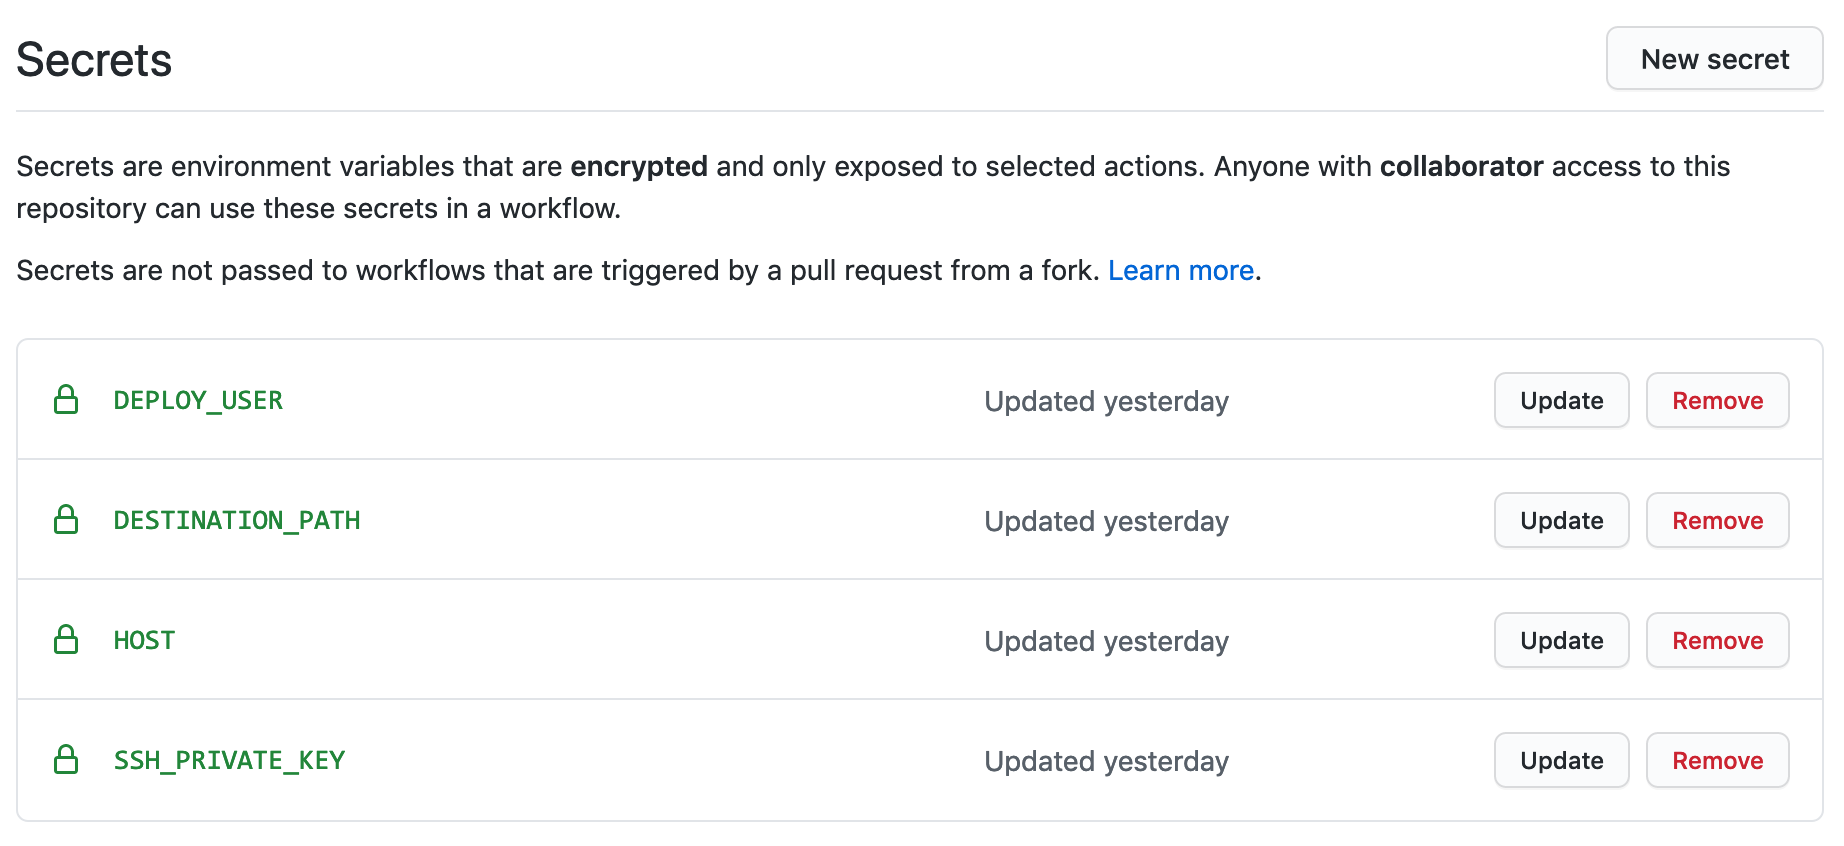 Secrets
New secret
Secrets are environment variables that are encrypted and only exposed to selected actions. Anyone with collaborator access to this
repository can use these secrets in a workflow.
Secrets are not passed to workflows that are triggered by a pull request from a fork. Learn more.
DEPLOY_USER Updated yesterday Update Remove
DESTINATION_PATH Updated yesterday Update Remove
HOST Updated yesterday Update Remove
SSH_PRIVATE_KEY Updated yesterday Update Remove